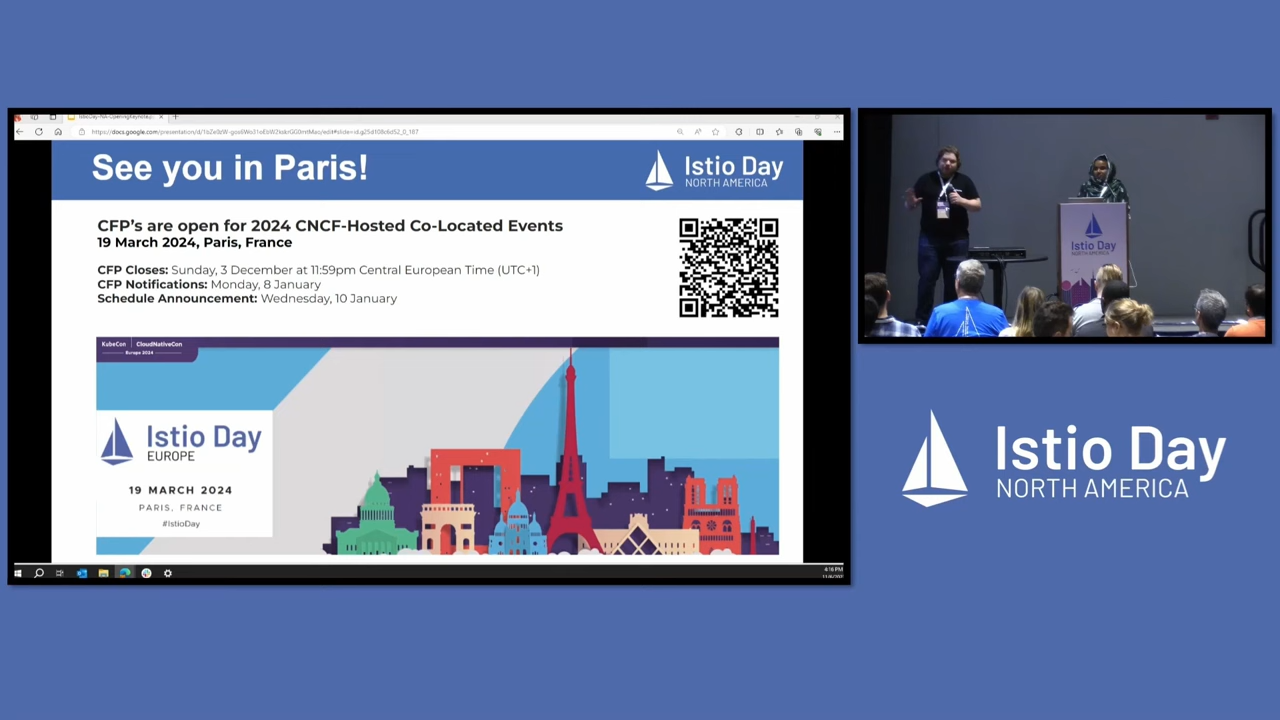 See you in Paris!
Istio Day
NORTH AMERICA
CFP's are open for 2024 CNCF-Hosted Co-Located Events
19 March 2024, Paris, France
CFP Closes: Sunday, 3 December at 11:59pm Central European Time (UTC+1)
CFP Notifications: Monday, 8 January
Schedule Announcement: Wednesday, 10 January
KubeCon | CloudNativeCon
Europe 2024
Istio Day
EUROPE
19 MARCH 2024
PARIS, FRANCE
#IstioDay
4:16 PM
Istio Day
NORTH AMERICA
Istio Day
NORTH AMERICA